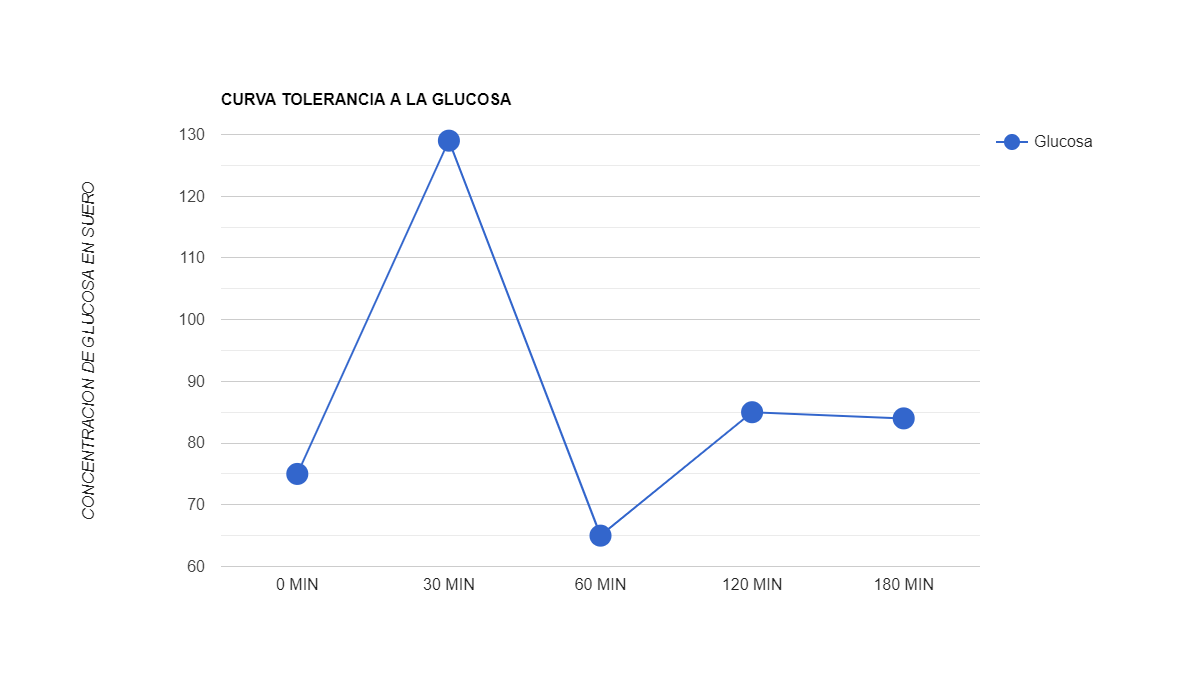 CURVA TOLERANCIA A LA GLUCOSA
Glucosa
CONCENTRACION DE GLUCOSA EN SUERO
130
120
110
100
90
80
70
60
0 MIN
30 MIN
60 MIN
120 MIN
180 MIN